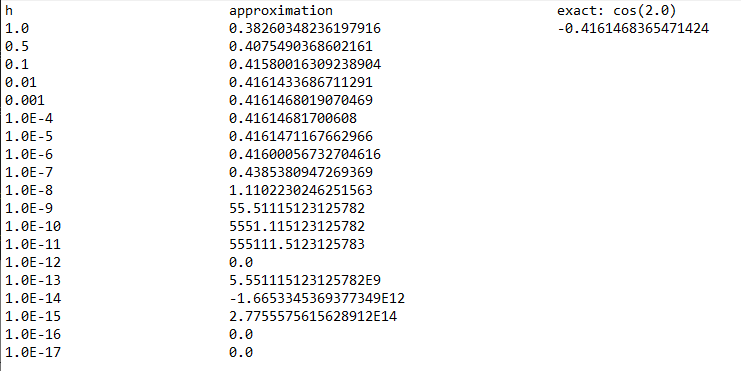 h approximation exact: cos(2.0)
1.0 0.38260348236197916 -0.4161468365471424
0.5 0.4075490368602161
0.1 0.41580016309238904
0.01 0.4161433686711291
0.001 0.4161468019070469
1.0E-4 0.41614681700608
1.0E-5 0.4161471167662966
1.0E-6 0.41600056732704616
1.0E-7 0.4385380947269369
1.0E-8 1.1102230246251563
1.0E-9 55.51115123125782
1.0E-10 5551.115123125782
1.0E-11 555111.5123125783
1.0E-12 0.0
1.0E-13 5.551115123125782E9
1.0E-14 -1.6653345369377349E12
1.0E-15 2.7755575615628912E14
1.0E-16 0.0
1.0E-17 0.0